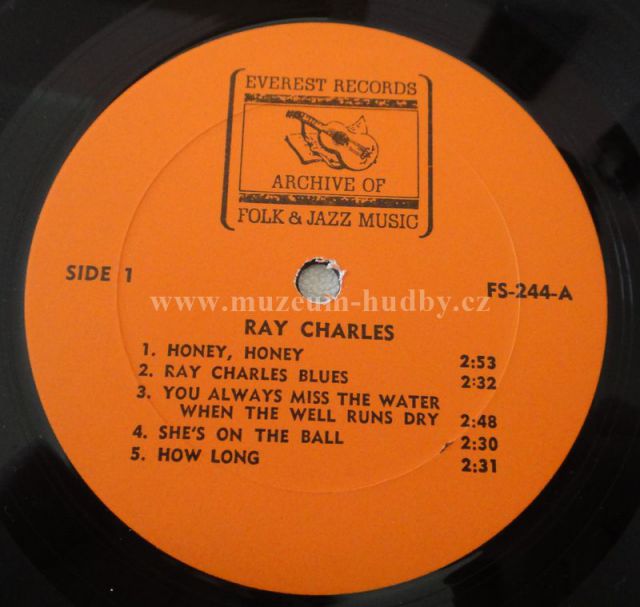 EVEREST RECORDS
ARCHIVE OF
FOLK & JAZZ MUSIC
SIDE 1
FS-244-A
www.muzeum-hudby.cz
RAY CHARLES
1. HONEY, HONEY 2:53
2. RAY CHARLES BLUES 2:32
3. YOU ALWAYS MISS THE WATER
WHEN THE WELL RUNS DRY 2:48
4. SHE'S ON THE BALL 2:30
5. HOW LONG 2:31